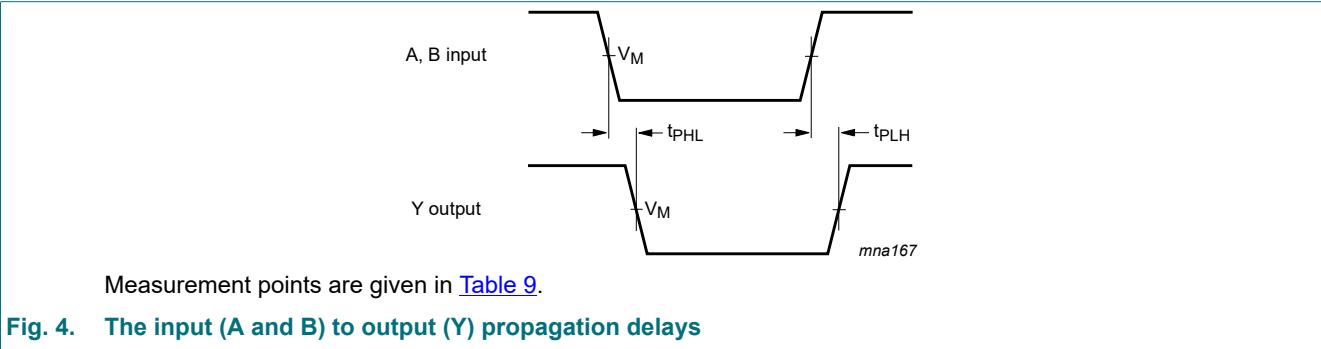 A, B input
VM
tPHL
tPLH
Y output
VM
mna167
Measurement points are given in Table 9.
Fig. 4. The input (A and B) to output (Y) propagation delays